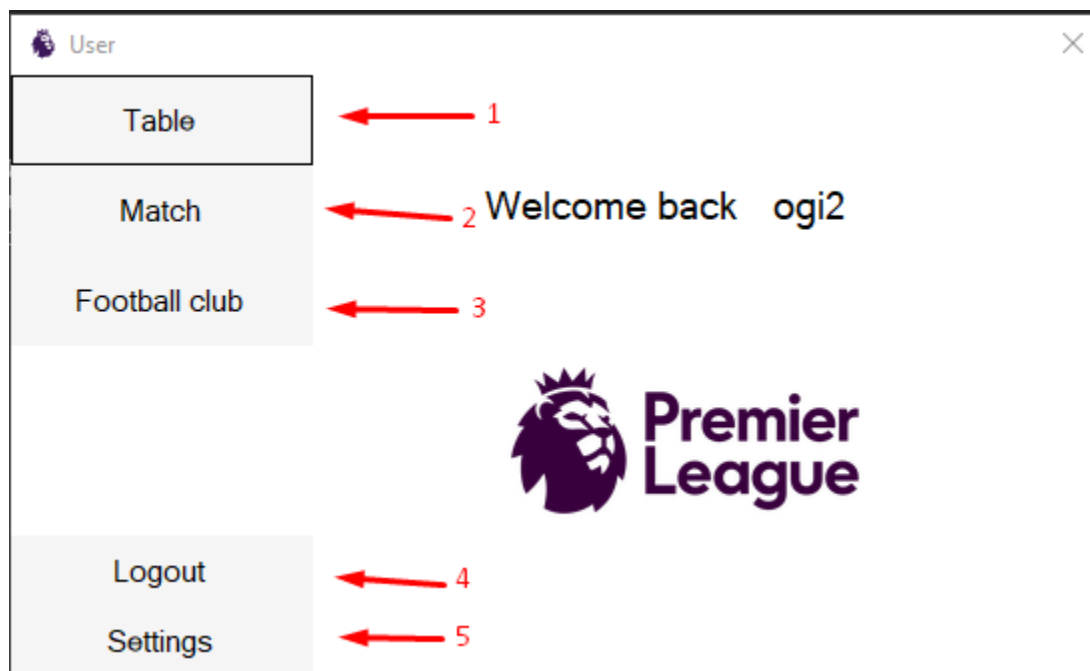 User
Table
1
Match
2
Welcome back ogi2
Football club
3
Premier
League
Logout
4
Settings
5